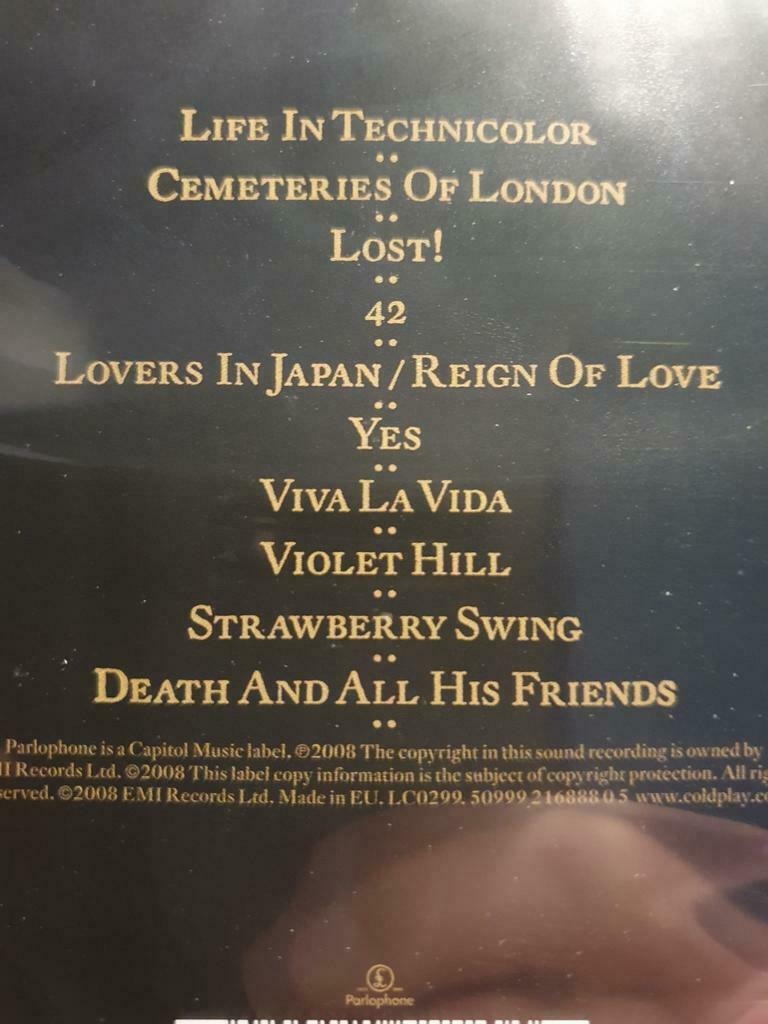 LIFE IN TECHNICOLOR
CEMETERIES OF LONDON
LOST!
42
LOVERS IN JAPAN / REIGN OF LOVE
YES
VIVA LA VIDA
VIOLET HILL
STRAWBERRY SWING
DEATH AND ALL HIS FRIENDS
Parlophone is a Capitol Music label. ℗2008 The copyright in this sound recording is owned by
I Records Ltd. ©2008 This label copy information is the subject of copyright protection. All rig
served. ©2008 EMI Records Ltd. Made in EU. LC0299. 50999 216888 0 5 www.coldplay.co
£
Parlophone